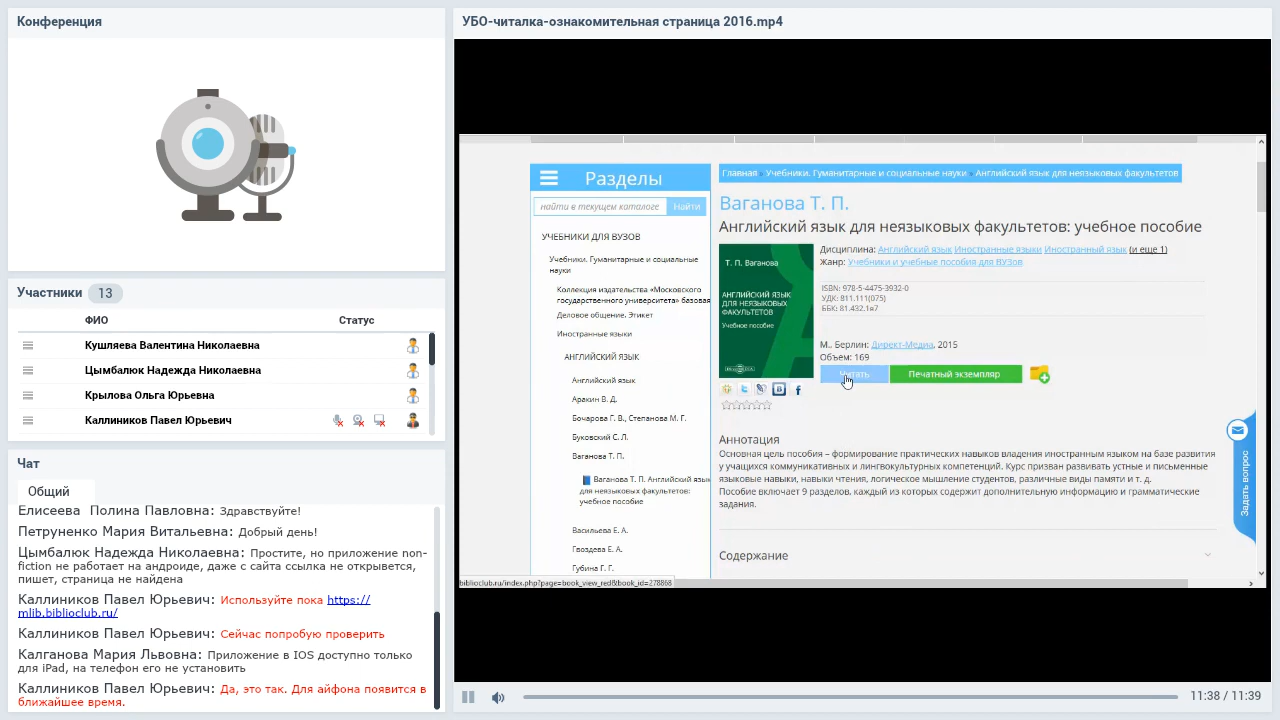 Конференция
Участники 13
ФИО Статус
Кушляева Валентина Николаевна
Цымбалюк Надежда Николаевна
Крылова Ольга Юрьевна
Каллиников Павел Юрьевич
Чат
Общий
Елисеева Полина Павловна: Здравствуйте!
Петруненко Мария Витальевна: Добрый день!
Цымбалюк Надежда Николаевна: Простите, но приложение non-
fiction не работает на андроиде, даже с сайта ссылка не открывется,
пишет, страница не найдена
Каллиников Павел Юрьевич: Используйте пока https://
mlib.biblioclub.ru/
Каллиников Павел Юрьевич: Сейчас попробую проверить
Калганова Мария Львовна: Приложение в IOS доступно только
для iPad, на телефон его не установить
Каллиников Павел Юрьевич: Да, это так. Для айфона появится в
ближайшее время.
УБО-читалка-ознакомительная страница 2016.mp4
Разделы
найти в текущем каталоге Найти
УЧЕБНИКИ ДЛЯ ВУЗОВ
Учебники. Гуманитарные и социальные
науки
Коллекция издательства «Московского
государственного университета» базовая
Деловое общение. Этикет
Иностранные языки
АНГЛИЙСКИЙ ЯЗЫК
Английский язык
Аракин В. Д.
Бочарова Г. В., Степанова М. Г.
Буковский С. Л.
Ваганова Т. П.
Ваганова Т. П. Английский язык
для неязыковых факультетов:
учебное пособие
Васильева Е. А.
Гвоздева Е. А.
Губина Г. Г.
biblioclub.ru/index.php?page=book_view_red&book_id=278868
Главная » Учебники. Гуманитарные и социальные науки » Английский язык для неязыковых факультетов
Ваганова Т. П.
Английский язык для неязыковых факультетов: учебное пособие
Т. П. Ваганова
АНГЛИЙСКИЙ ЯЗЫК
ДЛЯ НЕЯЗЫКОВЫХ
ФАКУЛЬТЕТОВ
Учебное пособие
Дисциплина: Английский язык Иностранные языки Иностранный язык (и еще 1)
Жанр: Учебники и учебные пособия для ВУЗов
ISBN: 978-5-4475-3932-0
УДК: 811.111(075)
ББК: 81.432.1я7
М.. Берлин: Директ-Медиа, 2015
Объем: 169
Читать Печатный экземпляр
Аннотация
Основная цель пособия – формирование практических навыков владения иностранным языком на базе развития
у учащихся коммуникативных и лингвокультурных компетенций. Курс призван развивать устные и письменные
языковые навыки, навыки чтения, логическое мышление студентов, различные виды памяти и т. д.
Пособие включает 9 разделов, каждый из которых содержит дополнительную информацию и грамматические
задания.
Содержание
Задать вопрос
11:38 / 11:39